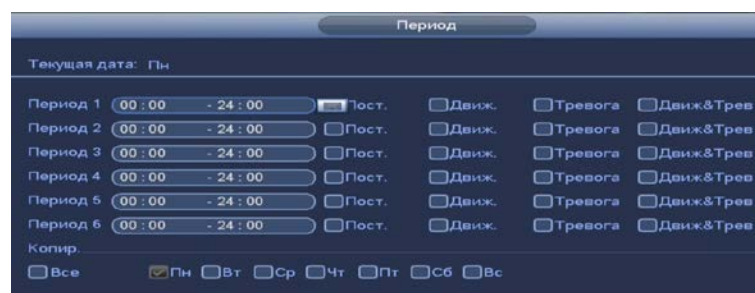 Период
Текущая дата: Пн
Период 1 00 : 00 - 24 : 00 Пост. Движ. Тревога Движ&Трев
Период 2 00 : 00 - 24 : 00 Пост. Движ. Тревога Движ&Трев
Период 3 00 : 00 - 24 : 00 Пост. Движ. Тревога Движ&Трев
Период 4 00 : 00 - 24 : 00 Пост. Движ. Тревога Движ&Трев
Период 5 00 : 00 - 24 : 00 Пост. Движ. Тревога Движ&Трев
Период 6 00 : 00 - 24 : 00 Пост. Движ. Тревога Движ&Трев
Копир.
Все Пн Вт Ср Чт Пт Сб Вс